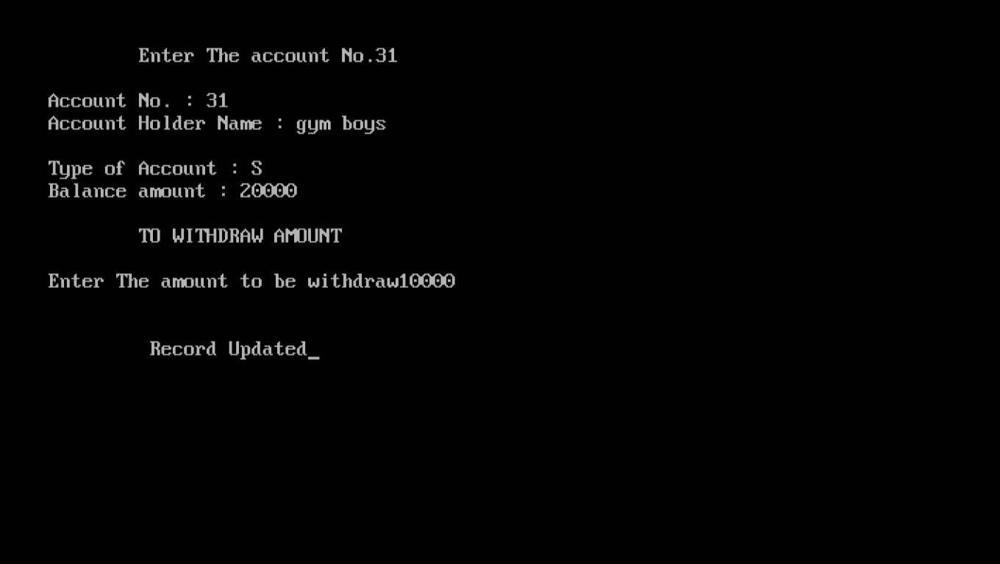 Enter The account No.31
Account No. : 31
Account Holder Name : gym boys
Type of Account : S
Balance amount : 20000
TO WITHDRAW AMOUNT
Enter The amount to be withdraw10000
Record Updated_